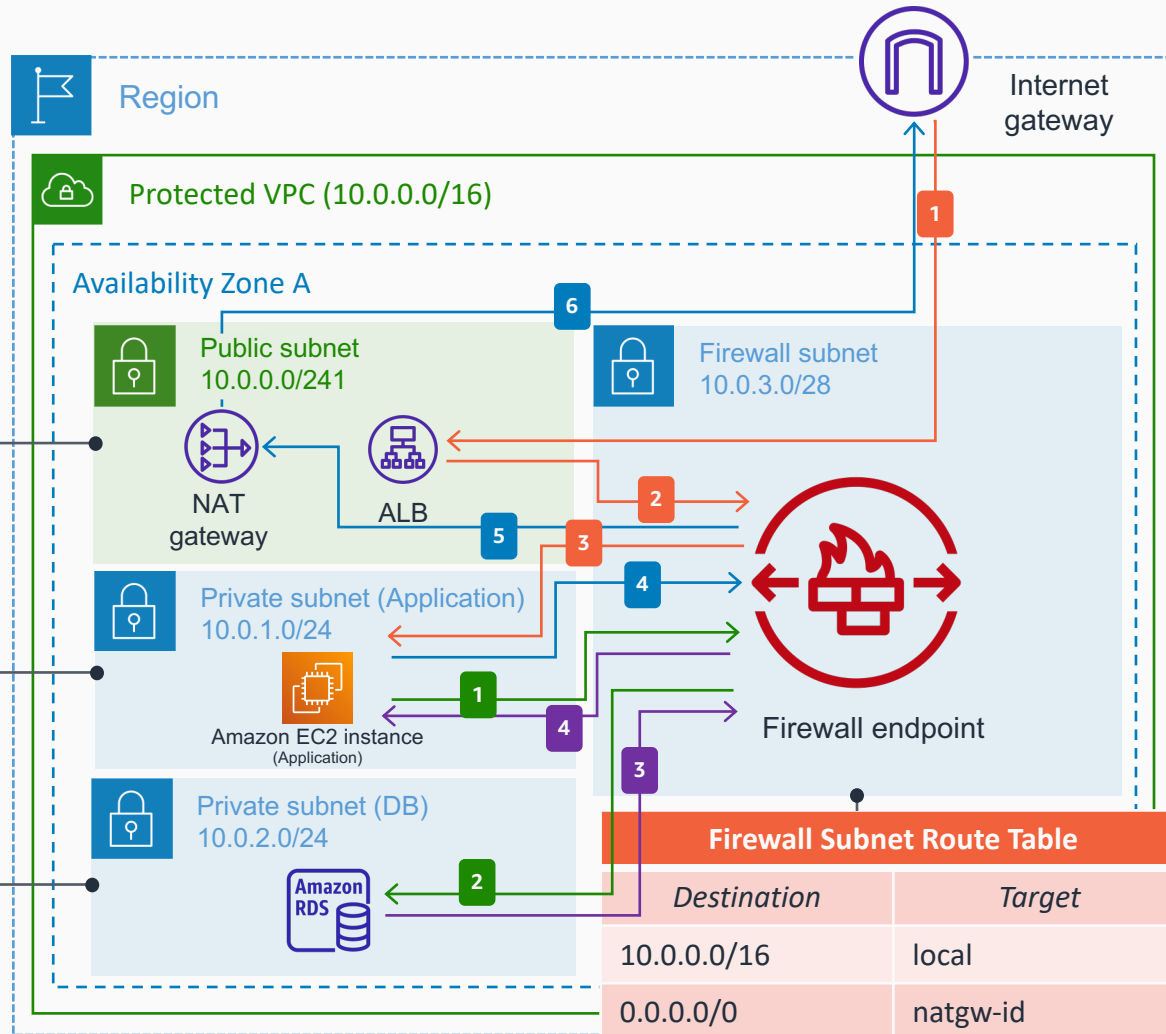 Region
Internet
gateway
Protected VPC (10.0.0.0/16)
1
Availability Zone A
6
Public subnet
10.0.0.0/241
Firewall subnet
10.0.3.0/28
NAT
gateway
ALB
2
5
3
4
Private subnet (Application)
10.0.1.0/24
1
4
Amazon EC2 instance
(Application)
Firewall endpoint
3
Private subnet (DB)
10.0.2.0/24
2
Amazon
RDS
Firewall Subnet Route Table
Destination Target
10.0.0.0/16 local
0.0.0.0/0 natgw-id